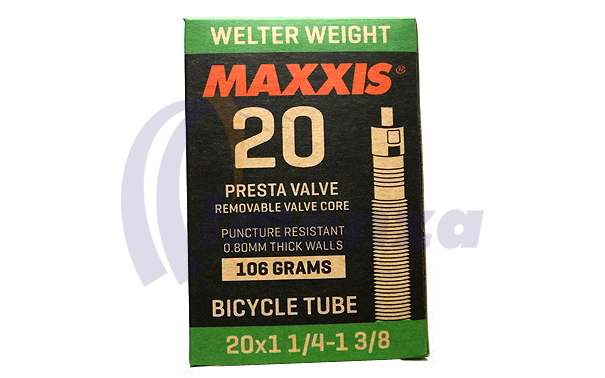 WELTER WEIGHT
MAXXIS®
20
PRESTA VALVE
REMOVABLE VALVE CORE
PUNCTURE RESISTANT
0.80MM THICK WALLS
106 GRAMS
BICYCLE TUBE
20x1 1/4-1 3/8